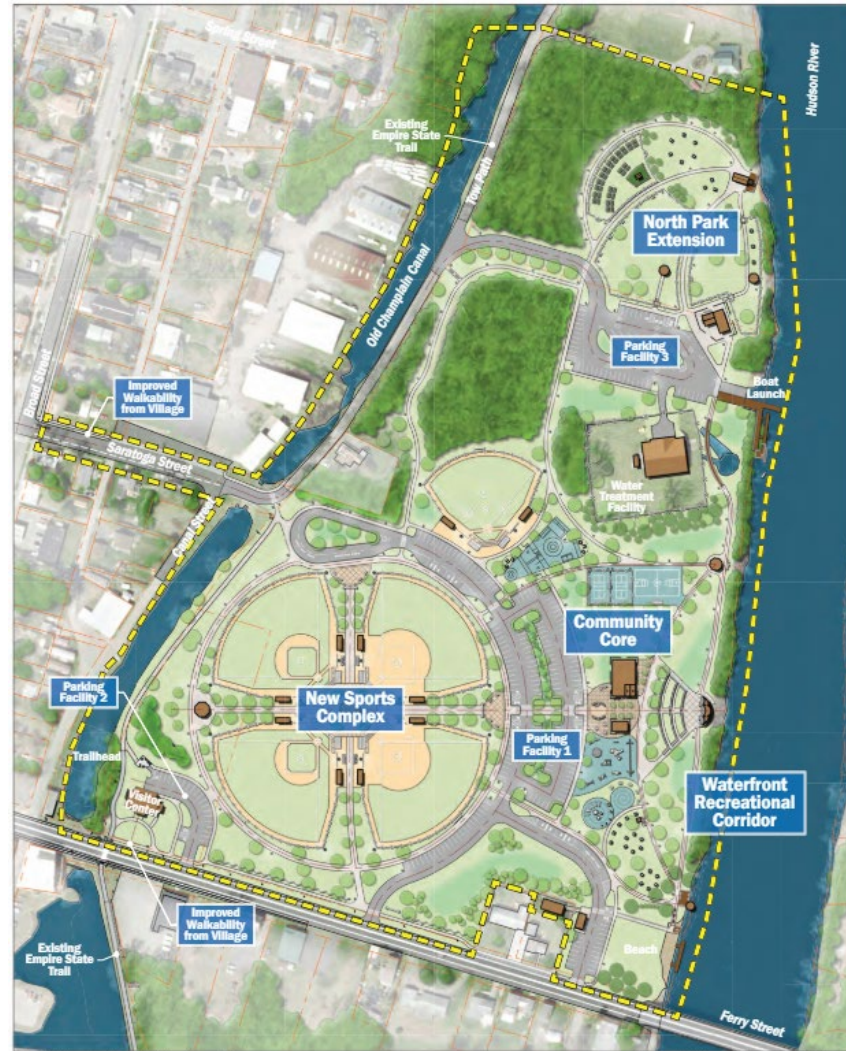 Spring Street
Hudson River
Existing
Empire State
Trail
Tow Path
North Park
Extension
Old Champlain Canal
Parking
Facility 3
Boat
Launch
Broad Street
Improved
Walkability
from Village
Saratoga Street
Water
Treatment
Facility
Canal Street
Community
Core
Parking
Facility 2
New Sports
Complex
Parking
Facility 1
Trailhead
Visitor
Center
Waterfront
Recreational
Corridor
Improved
Walkability
from Village
Existing
Empire State
Trail
Beach
Ferry Street